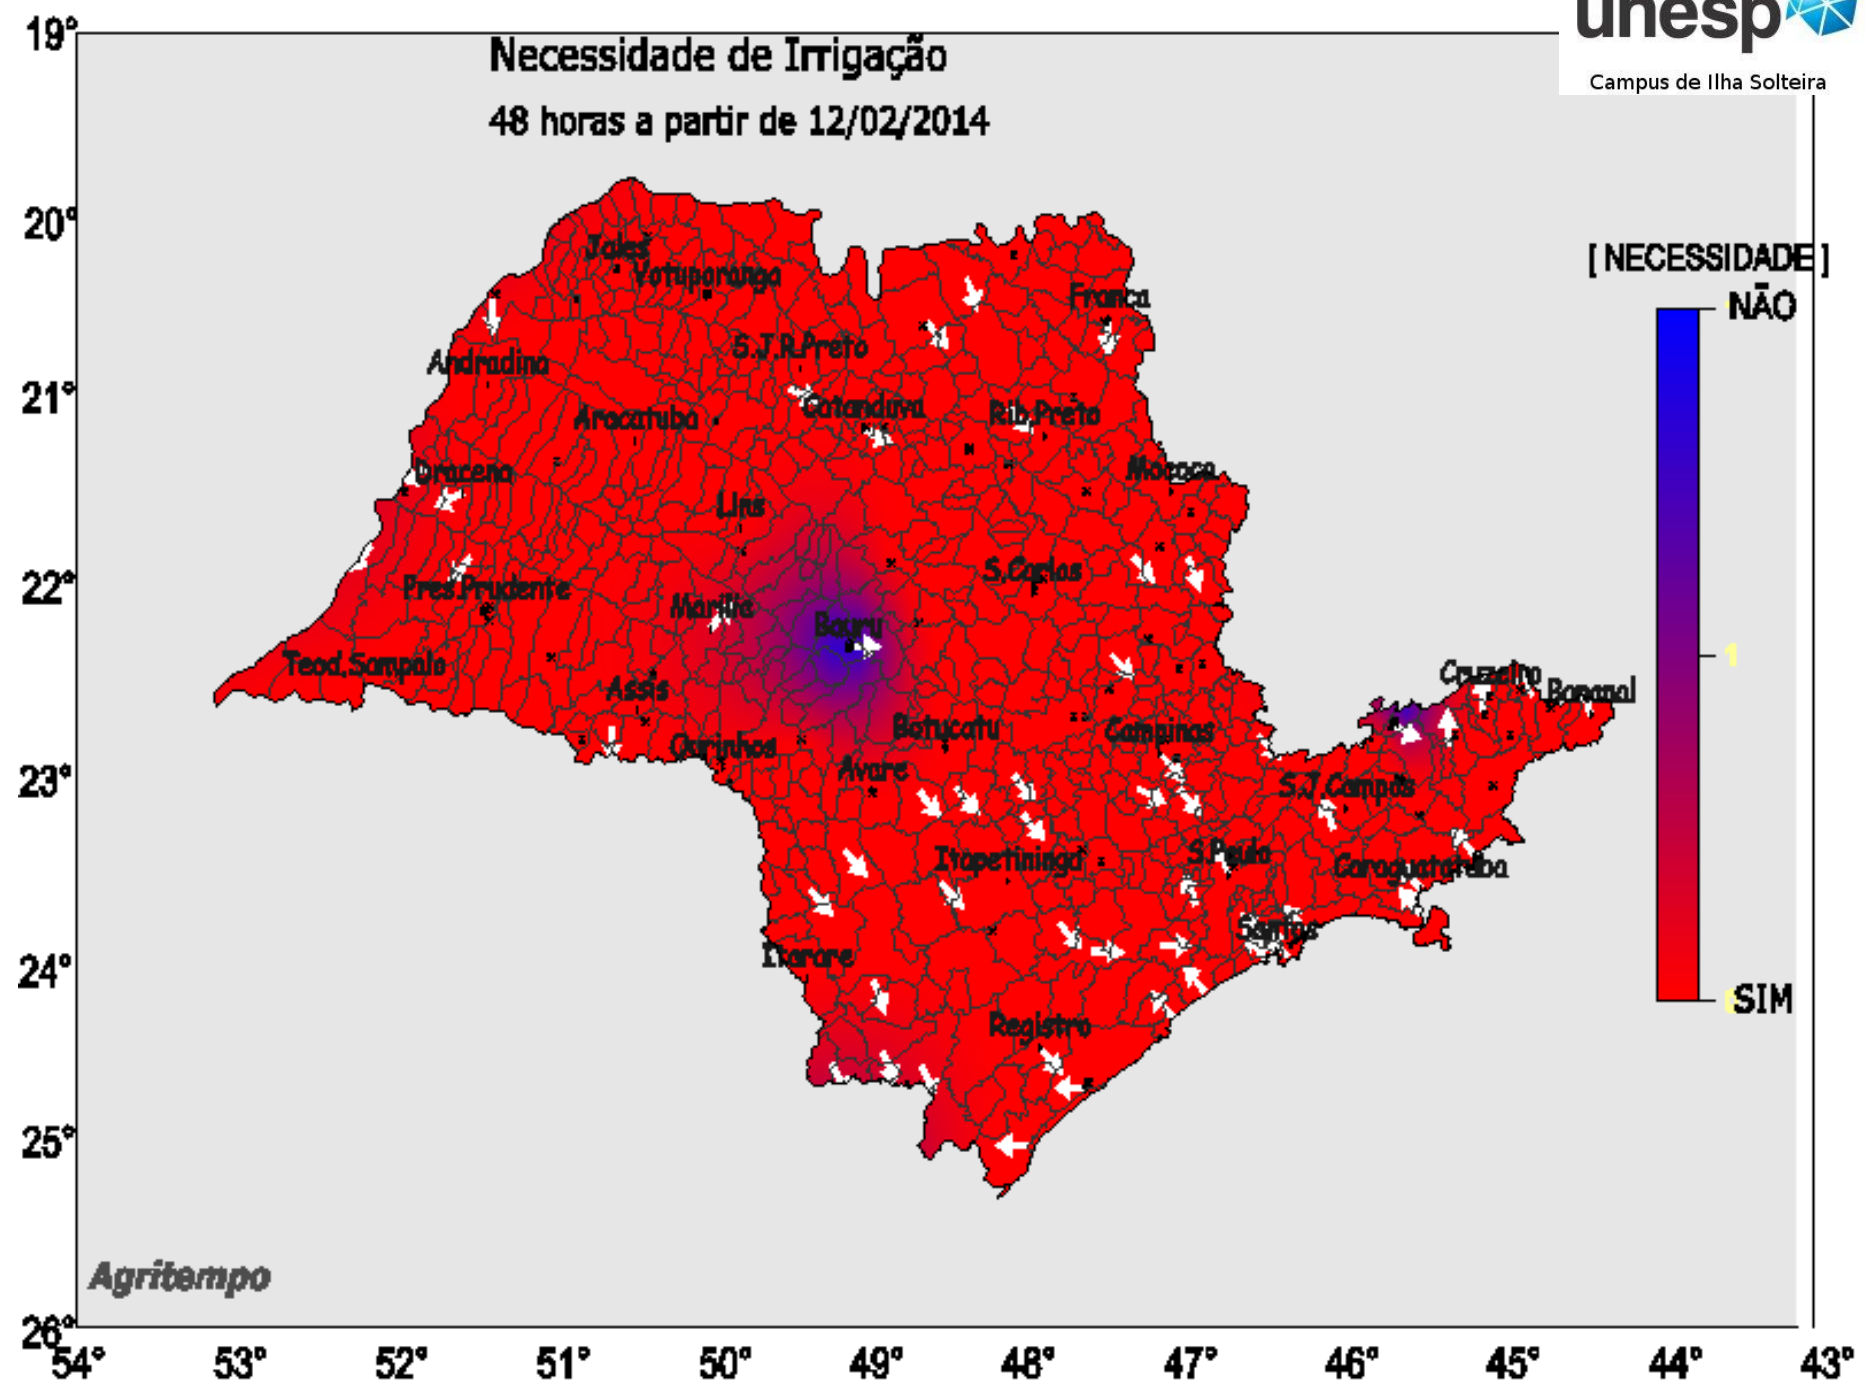 unesp
Campus de Ilha Solteira
Necessidade de Irrigação
48 horas a partir de 12/02/2014
[ NECESSIDADE ]
NÃO
1
SIM
19°
20°
21°
22°
23°
24°
25°
26°
Jales
Votuporanga
Franca
S.J.R.Preto
Andradina
Catanduva
Rib.Preto
Aracatuba
Dracena
Mococa
Lins
S.Carlos
Pres.Prudente
Marilia
Bauru
Teod.Sampaio
Assis
Cruzeiro
Bananal
Botucatu
Campinas
Ourinhos
Avare
S.J.Campos
Itapetininga
S.Paulo
Caraguatatuba
Santos
Itarare
Registro
Agritempo
54° 53° 52° 51° 50° 49° 48° 47° 46° 45° 44° 43°